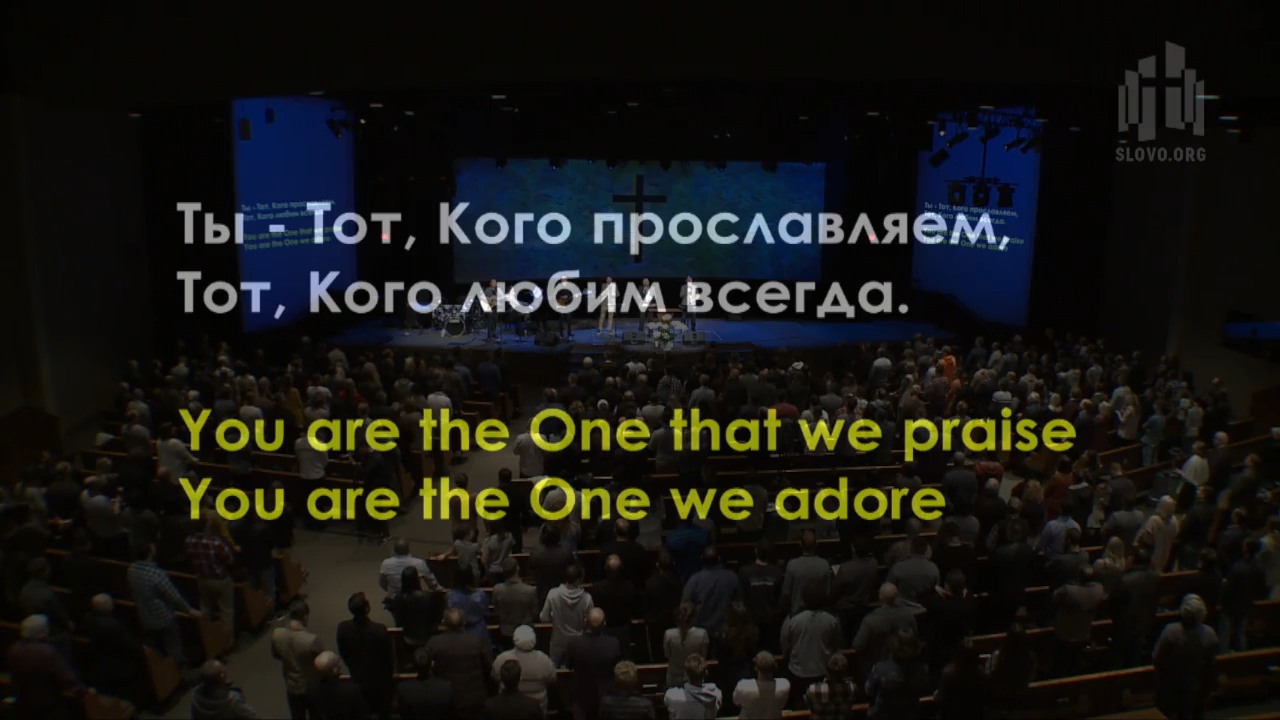 SLOVO.ORG
Ты - Тот, Кого прославляем,
Тот, Кого любим всегда.
You are the One that we praise
You are the One we adore